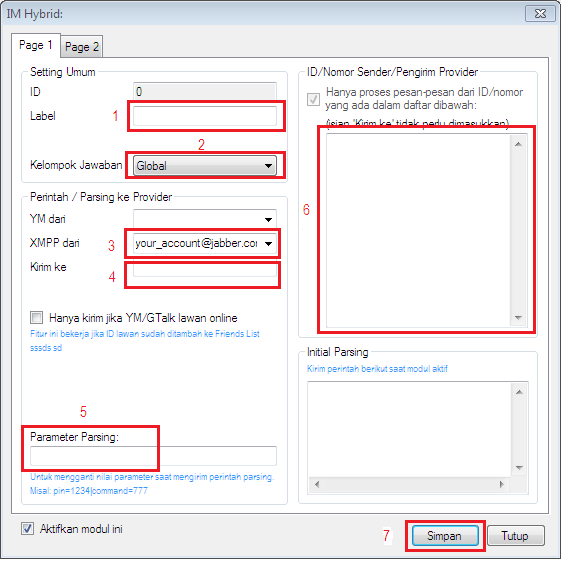 IM Hybrid:
Page 1
Page 2
Setting Umum
ID
0
Label
1
2
Kelompok Jawaban
Global
Perintah / Parsing ke Provider
YM dari
XMPP dari
3
your_account@jabber.cor
Kirim ke
4
Hanya kirim jika YM/GTalk lawan online
Fitur ini bekerja jika ID lawan sudah ditambah ke Friends List
sssds sd
5
Parameter Parsing:
Untuk mengganti nilai parameter saat mengirim perintah parsing.
Misal: pin=1234|command=777
Aktifkan modul ini
ID/Nomor Sender/Pengirim Provider
Hanya proses pesan-pesan dari ID/nomor
yang ada dalam daftar dibawah:
(isian 'Kirim ke' tidak perlu dimasukkan)
6
Initial Parsing
Kirim perintah berikut saat modul aktif
7
Simpan
Tutup